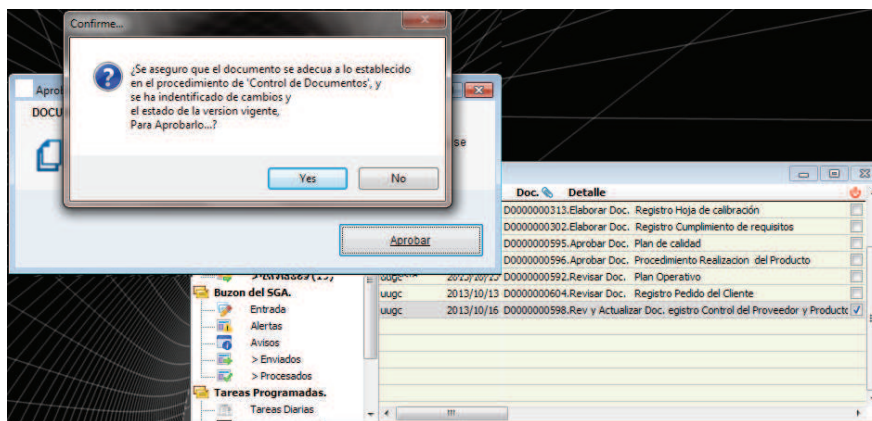 Confirme...
¿Se aseguro que el documento se adecua a lo establecido
en el procedimiento de 'Control de Documentos', y
se ha indentificado de cambios y
el estado de la version vigente,
Para Aprobarlo...?
Yes No
DOCU
se
Aprobar
Doc. Detalle
D0000000313.Elaborar Doc. Registro Hoja de calibración
D0000000302.Elaborar Doc. Registro Cumplimiento de requisitos
D0000000595.Aprobar Doc. Plan de calidad
D0000000596.Aprobar Doc. Procedimiento Realizacion del Producto
D0000000592.Revisar Doc. Plan Operativo
uugc 2013/10/13 D0000000604.Revisar Doc. Registro Pedido del Cliente
uugc 2013/10/16 D0000000598.Rev y Actualizar Doc. egistro Control del Proveedor y Producto
Buzon del SGA.
Entrada
Alertas
Avisos
> Enviados
> Procesados
Tareas Programadas.
Tareas Diarias